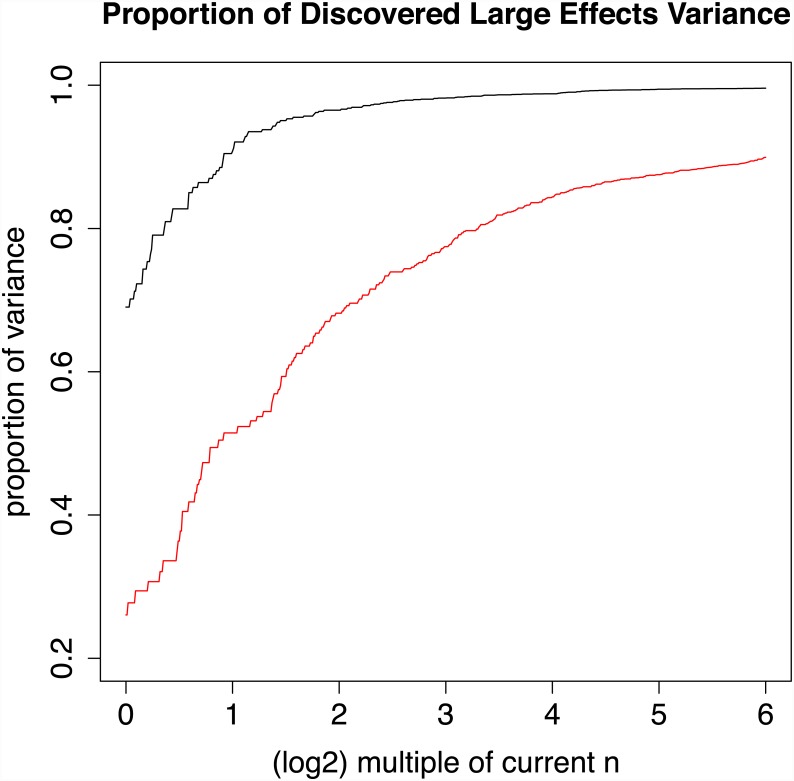 Proportion of Discovered Large Effects Variance
proportion of variance
1.0
0.8
0.6
0.4
0.2
0 1 2 3 4 5 6
(log2) multiple of current n